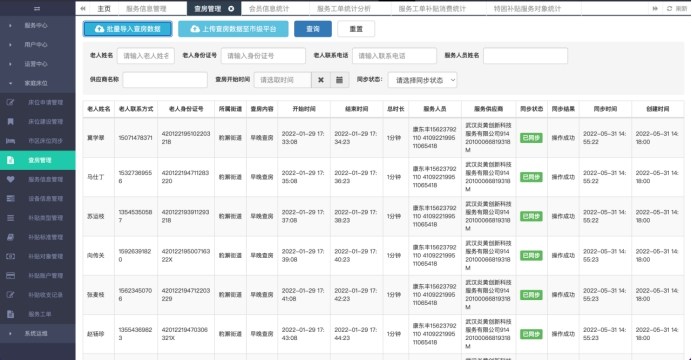 主页 服务信息管理 查房管理 会员信息统计 服务工单统计分析 服务工单补贴消费统计 特困补贴服务对象统计 刷新
服务中心
用户中心
运营中心
家庭床位
床位申请管理
床位建设管理
市区床位同步
查房管理
服务信息管理
设备信息管理
补贴类型管理
补贴标准管理
补贴对象管理
补贴账户管理
补贴收支记录
服务工单
系统运维
批量导入查房数据 上传查房数据至市级平台 查询 重置
老人姓名 请输入老人姓名 老人身份证号 请输入身份证号 老人联系电话 请输入联系电话 服务人员姓名
供应商名称 查房开始时间 请选取时间 同步状态: 请选择同步状态
老人姓名 老人联系方式 老人身份证号 所属街道 查房内容 开始时间 结束时间 总时长 服务人员 服务供应商 同步状态 同步结果 同步时间 创建时间
冀学翠 15071478371 420122195102203218 豹澥街道 早晚查房 2022-01-29 17:33:08 2022-01-29 17:34:23 1分钟 康东丰15623792110 410922199511065418 武汉炎黄创新科技服务有限公司914201000668193​18M 已同步 操作成功 2022-05-31 14:55:22 2022-05-31 14:18:00
马仕丁 15327369556 420122194711283220 豹澥街道 早晚查房 2022-01-29 17:35:08 2022-01-29 17:36:23 1分钟 康东丰15623792110 410922199511065418 武汉炎黄创新科技服务有限公司91420100066819318M 已同步 操作成功 2022-05-31 14:55:22 2022-05-31 14:18:00
苏运枝 13545350587 420122193911293218 豹澥街道 早晚查房 2022-01-29 17:37:08 2022-01-29 17:38:23 1分钟 康东丰15623792110 410922199511065418 武汉炎黄创新科技服务有限公司91420100066819318M 已同步 操作成功 2022-05-31 14:55:23 2022-05-31 14:18:00
向传关 15926391820 42012219500716322X 豹澥街道 早晚查房 2022-01-29 17:39:08 2022-01-29 17:40:23 1分钟 康东丰15623792110 410922199511065418 武汉炎黄创新科技服务有限公司91420100066819318M 已同步 操作成功 2022-05-31 14:55:23 2022-05-31 14:18:00
张麦枝 15623450706 420122194712203229 豹澥街道 早晚查房 2022-01-29 17:41:08 2022-01-29 17:42:23 1分钟 康东丰15623792110 410922199511065418 武汉炎黄创新科技服务有限公司91420100066819318M 已同步 操作成功 2022-05-31 14:55:23 2022-05-31 14:18:00
赵锡珍 13554369823 42012219470306321X 豹澥街道 早晚查房 2022-01-29 17:43:08 2022-01-29 17:44:23 1分钟 康东丰15623792110 410922199511065418 武汉炎黄创新科技服务有限公司91420100066819318M 已同步 操作成功 2022-05-31 14:55:23 2022-05-31 14:18:00